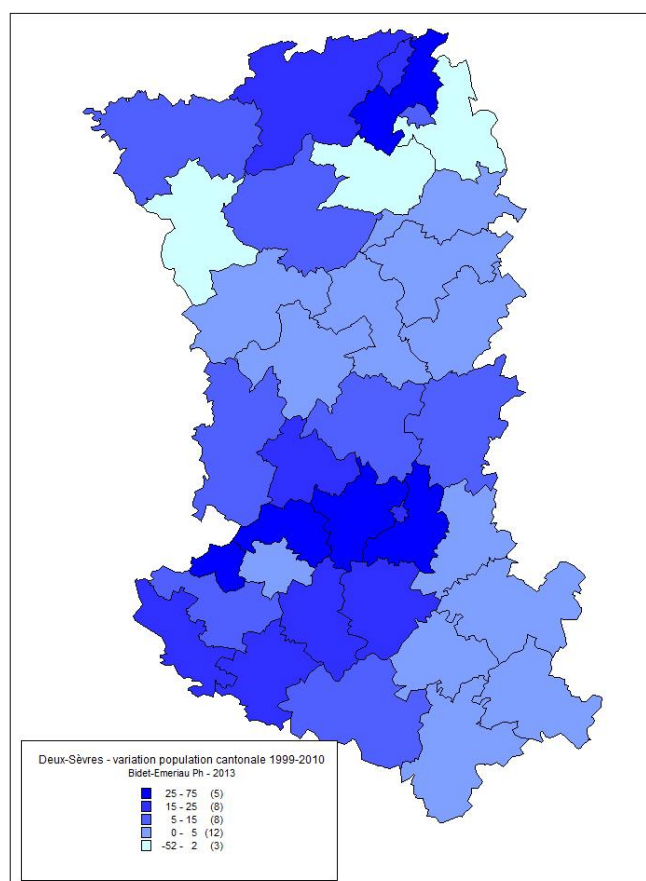 Deux-Sèvres - variation population cantonale 1999-2010
Bidet-Emeriau Ph - 2013
25 - 75 (5)
15 - 25 (8)
5 - 15 (8)
0 - 5 (12)
-52 - 2 (3)